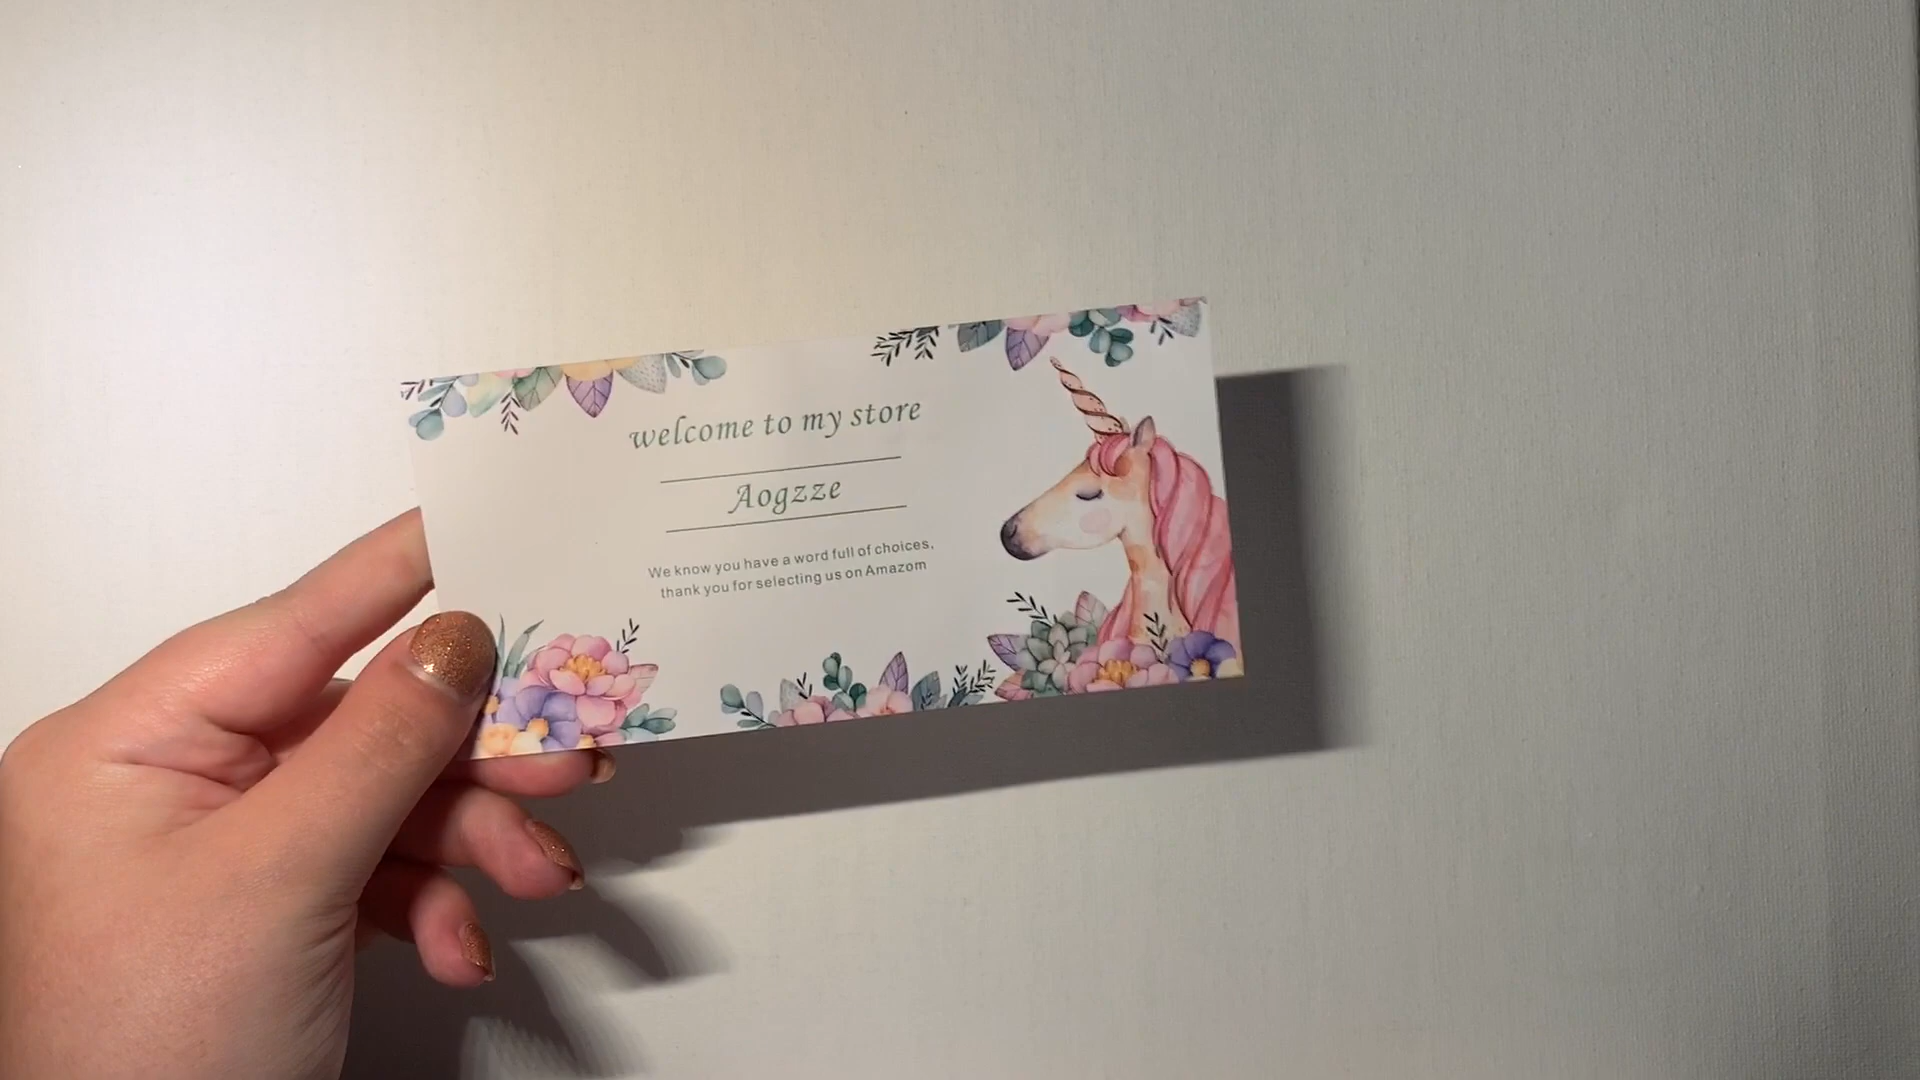 welcome to my store
Aogzze
We know you have a word full of choices,
thank you for selecting us on Amazom